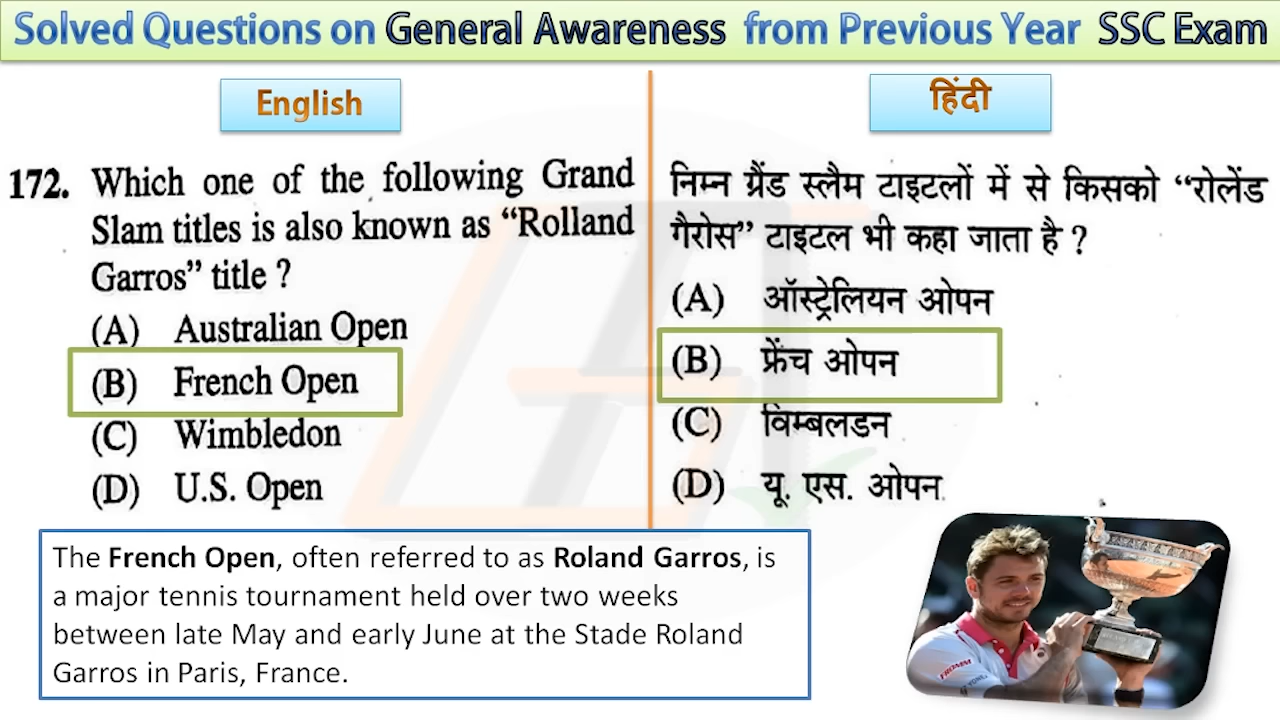 Solved Questions on General Awareness from Previous Year SSC Exam
English
172. Which one of the following Grand
Slam titles is also known as “Rolland
Garros” title ?
(A) Australian Open
(B) French Open
(C) Wimbledon
(D) U.S. Open
हिंदी
निम्न ग्रैंड स्लैम टाइटलों में से किसको “रोलेंड
गैरोस” टाइटल भी कहा जाता है ?
(A) ऑस्ट्रेलियन ओपन
(B) फ्रेंच ओपन
(C) विम्बलडन
(D) यू. एस. ओपन
The French Open, often referred to as Roland Garros, is
a major tennis tournament held over two weeks
between late May and early June at the Stade Roland
Garros in Paris, France.
FROMM